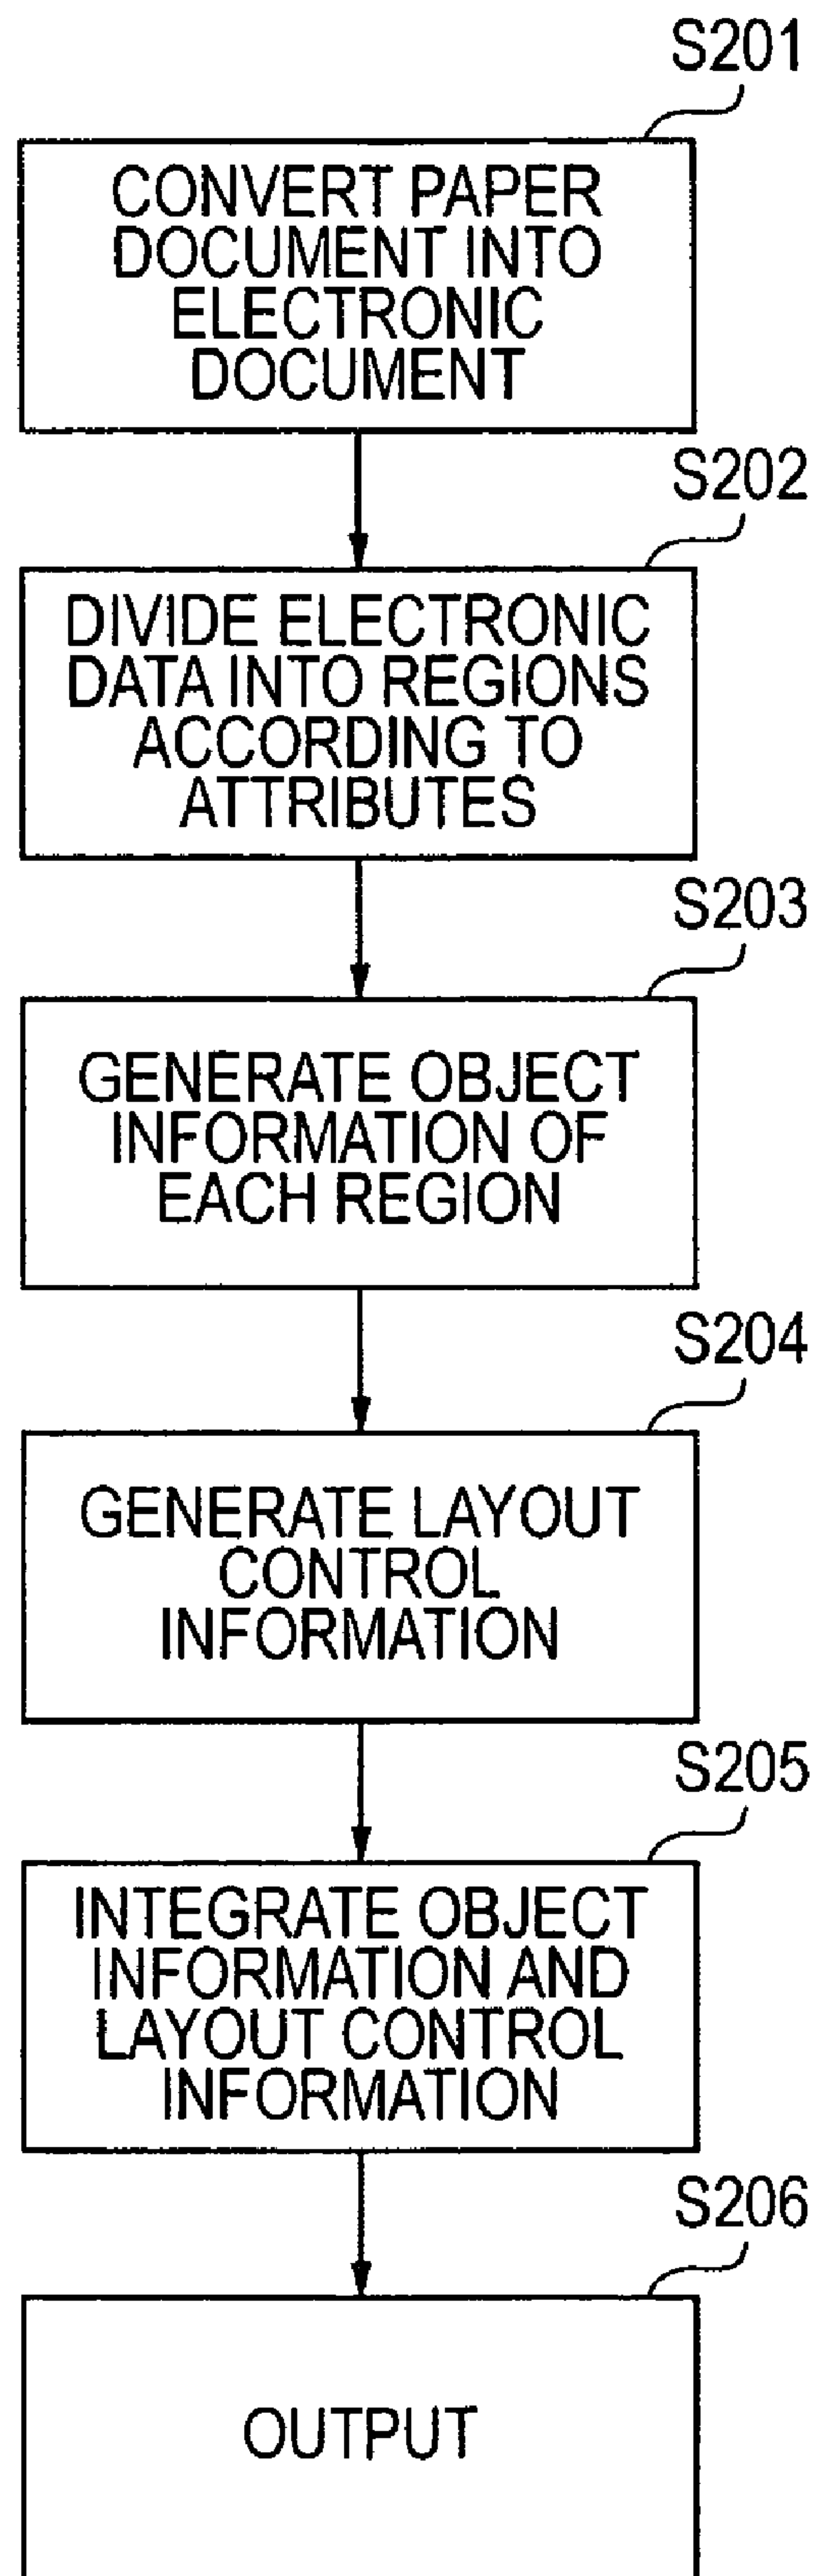 S201
CONVERT PAPER
DOCUMENT INTO
ELECTRONIC
DOCUMENT
S202
DIVIDE ELECTRONIC
DATA INTO REGIONS
ACCORDING TO
ATTRIBUTES
S203
GENERATE OBJECT
INFORMATION OF
EACH REGION
S204
GENERATE LAYOUT
CONTROL
INFORMATION
S205
INTEGRATE OBJECT
INFORMATION AND
LAYOUT CONTROL
INFORMATION
S206
OUTPUT